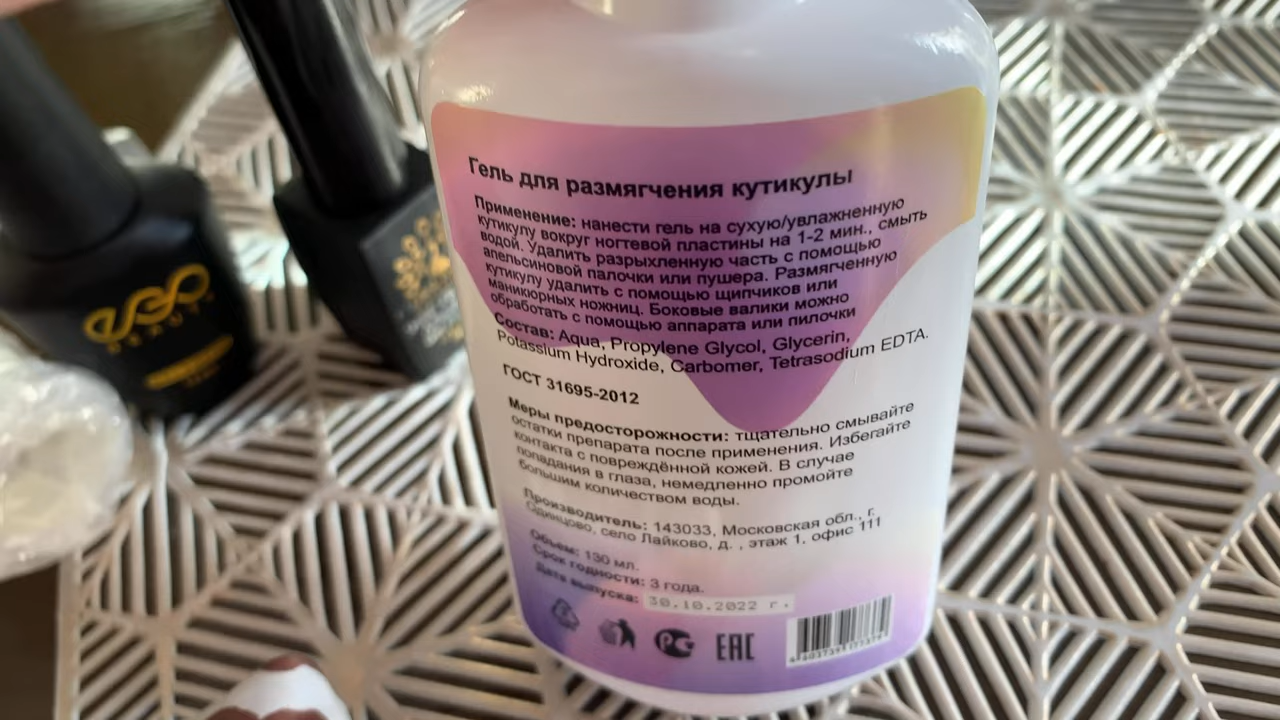 Гель для размягчения кутикулы
Применение: нанести гель на сухую/увлажненную
кутикулу вокруг ногтевой пластины на 1-2 мин., смыть
водой. Удалить разрыхленную часть с помощью
апельсиновой палочки или пушера. Размягченную
кутикулу удалить с помощью щипчиков или
маникюрных ножниц. Боковые валики можно
обработать с помощью аппарата или пилочки
Состав: Aqua, Propylene Glycol, Glycerin,
Potassium Hydroxide, Carbomer, Tetrasodium EDTA.
ГОСТ 31695-2012
Меры предосторожности: тщательно смывайте
остатки препарата после применения. Избегайте
контакта с повреждённой кожей. В случае
попадания в глаза, немедленно промойте
большим количеством воды.
Производитель: 143033, Московская обл., г.
Одинцово, село Лайково, д. , этаж 1, офис 111
Объем: 130 мл.
Срок годности: 3 года.
Дата выпуска: 30.10.2022 г.
EAC